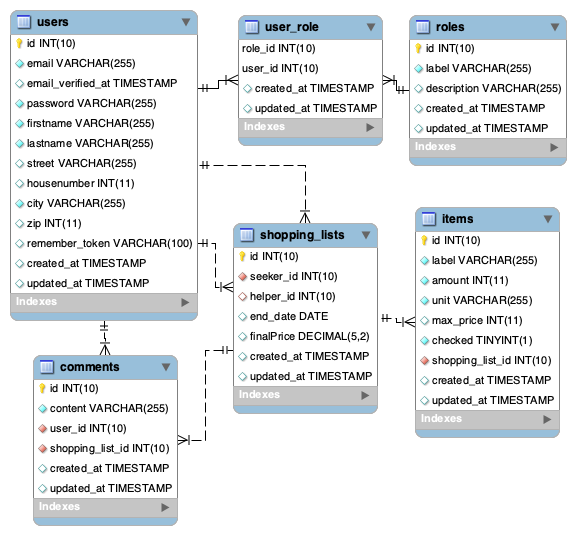 users
id INT(10)
email VARCHAR(255)
email_verified_at TIMESTAMP
password VARCHAR(255)
firstname VARCHAR(255)
lastname VARCHAR(255)
street VARCHAR(255)
housenumber INT(11)
city VARCHAR(255)
zip INT(11)
remember_token VARCHAR(100)
created_at TIMESTAMP
updated_at TIMESTAMP
Indexes
user_role
role_id INT(10)
user_id INT(10)
created_at TIMESTAMP
updated_at TIMESTAMP
Indexes
roles
id INT(10)
label VARCHAR(255)
description VARCHAR(255)
created_at TIMESTAMP
updated_at TIMESTAMP
Indexes
shopping_lists
id INT(10)
seeker_id INT(10)
helper_id INT(10)
end_date DATE
finalPrice DECIMAL(5,2)
created_at TIMESTAMP
updated_at TIMESTAMP
Indexes
items
id INT(10)
label VARCHAR(255)
amount INT(11)
unit VARCHAR(255)
max_price INT(11)
checked TINYINT(1)
shopping_list_id INT(10)
created_at TIMESTAMP
updated_at TIMESTAMP
Indexes
comments
id INT(10)
content VARCHAR(255)
user_id INT(10)
shopping_list_id INT(10)
created_at TIMESTAMP
updated_at TIMESTAMP
Indexes